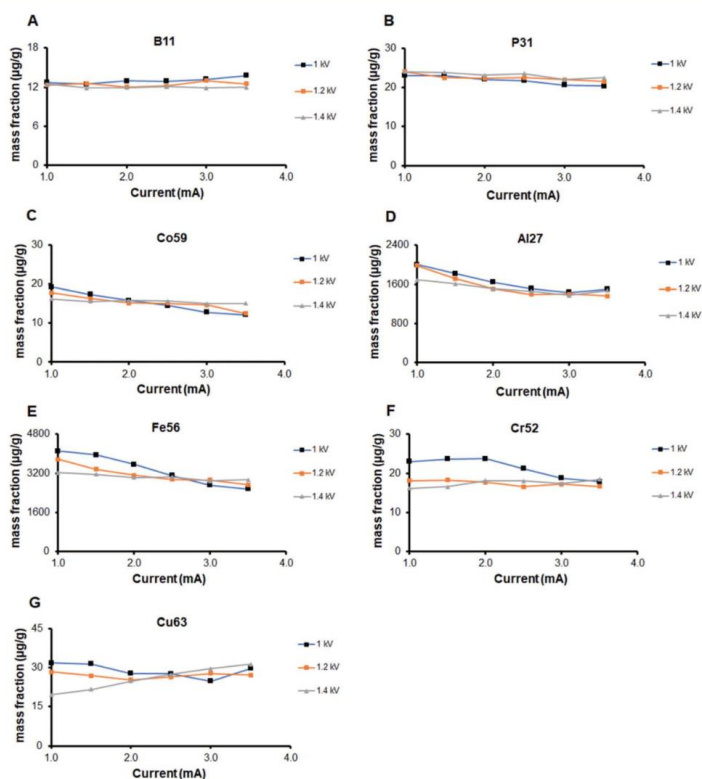 A
B11
mass fraction (µg/g)
18
12
6
0
1.0
2.0
3.0
4.0
Current (mA)
1 kV
1.2 kV
1.4 kV
B
P31
mass fraction (µg/g)
30
20
10
0
1.0
2.0
3.0
4.0
Current (mA)
1 kV
1.2 kV
1.4 kV
C
Co59
mass fraction (µg/g)
30
20
10
0
1.0
2.0
3.0
4.0
Current (mA)
1 kV
1.2 kV
1.4 kV
D
Al27
mass fraction (µg/g)
2400
1600
800
0
1.0
2.0
3.0
4.0
Current (mA)
1 kV
1.2 kV
1.4 kV
E
Fe56
mass fraction (µg/g)
4800
3200
1600
0
1.0
2.0
3.0
4.0
Current (mA)
1 kV
1.2 kV
1.4 kV
F
Cr52
mass fraction (µg/g)
30
20
10
0
1.0
2.0
3.0
4.0
Current (mA)
1 kV
1.2 kV
1.4 kV
G
Cu63
mass fraction (µg/g)
45
30
15
0
1.0
2.0
3.0
4.0
Current (mA)
1 kV
1.2 kV
1.4 kV